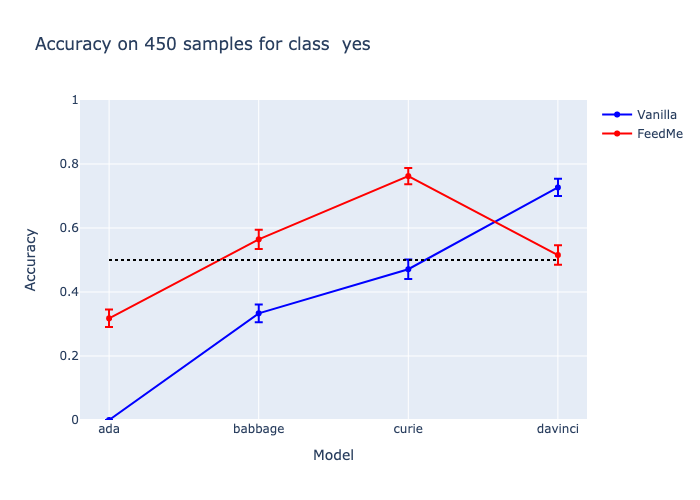 Accuracy on 450 samples for class  yes
Vanilla
FeedMe
1
0.8
0.6
0.4
0.2
0
Accuracy
ada
babbage
curie
davinci
Model